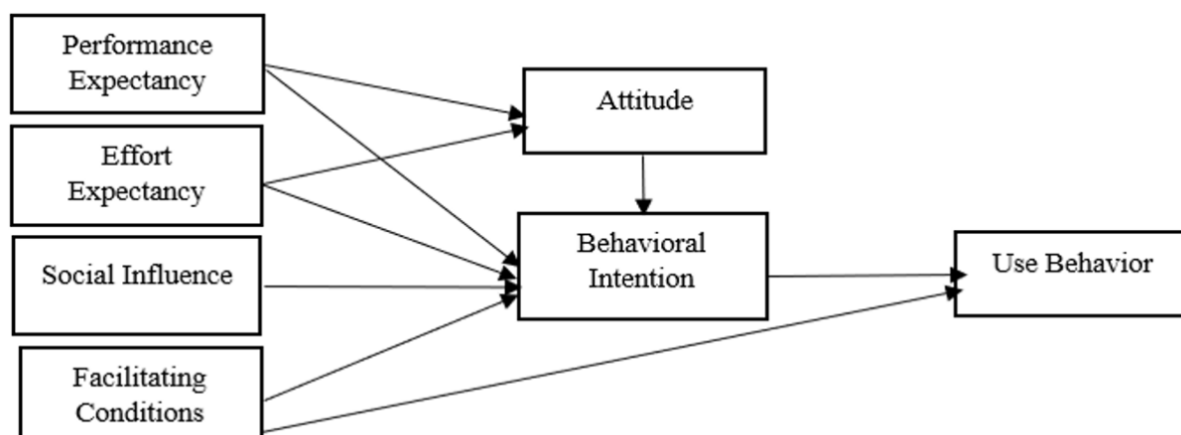 Performance
Expectancy
Attitude
Effort
Expectancy
Behavioral
Intention
Social Influence
Use Behavior
Facilitating
Conditions